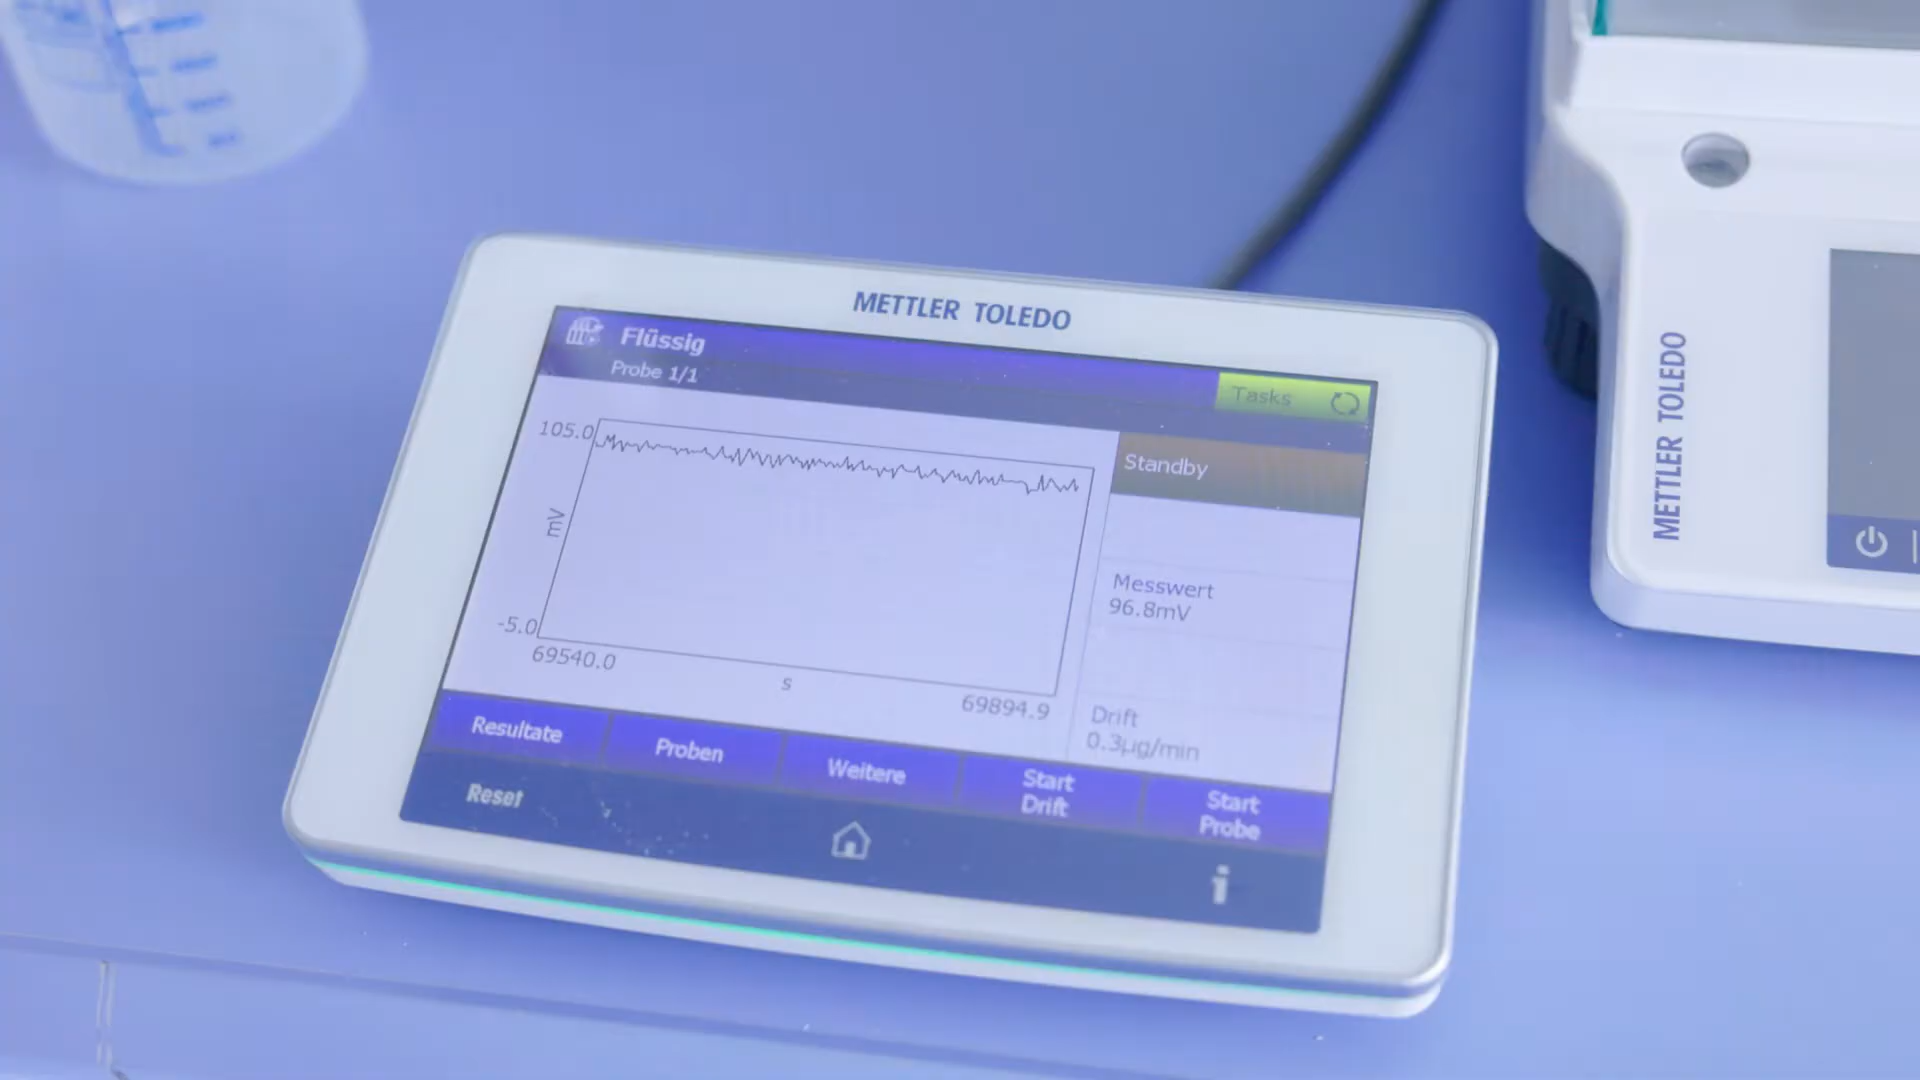 METTLER TOLEDO
Flüssig
Probe 1/1
Tasks
105.0
Standby
mV
Messwert
96.8mV
-5.0
69540.0
s
69894.9
Drift
0.3µg/min
Resultate
Proben
Weitere
Start
Drift
Start
Probe
Reset
METTLER TOLEDO